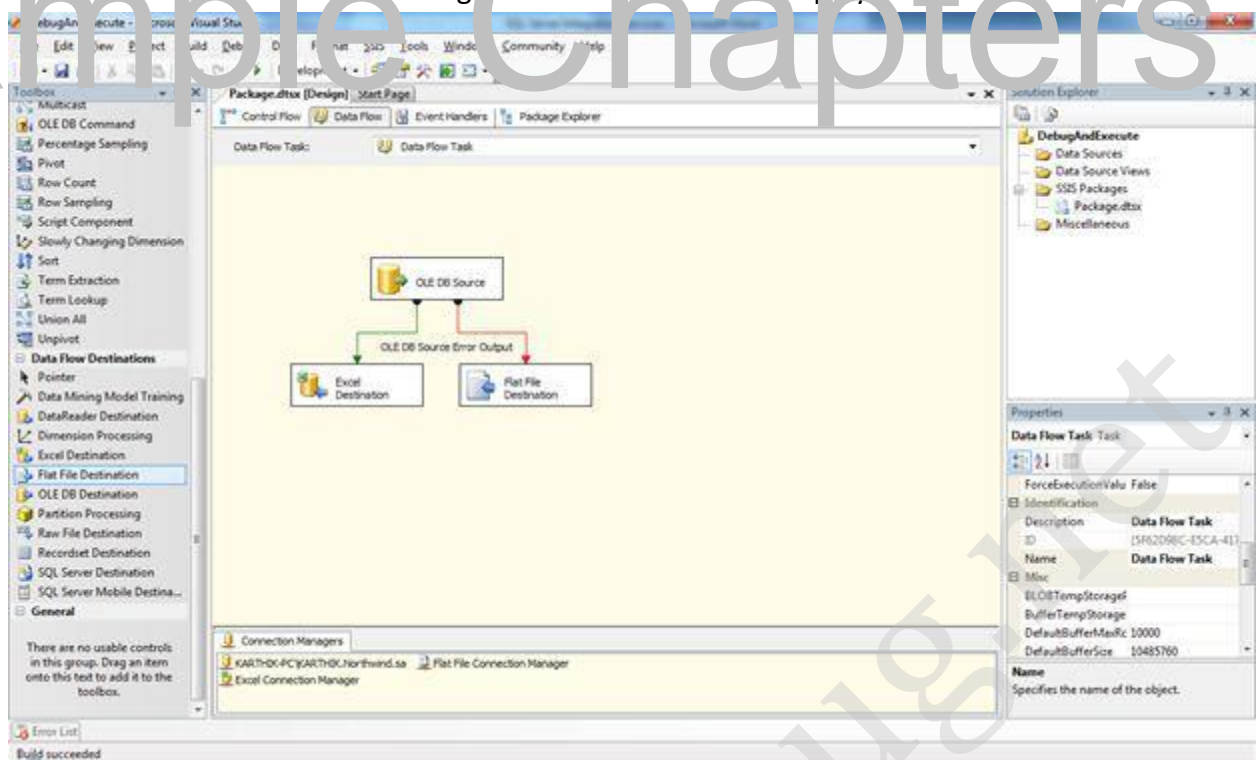 mple Chapters
Edit
Tools
Community
Toolbox
Multicast
OLE DB Command
Percentage Sampling
Pivot
Row Count
Row Sampling
Script Component
Slowly Changing Dimension
Sort
Term Extraction
Term Lookup
Union All
Unpivot
Data Flow Destinations
Pointer
Data Mining Model Training
DataReader Destination
Dimension Processing
Excel Destination
Flat File Destination
OLE DB Destination
Partition Processing
Raw File Destination
Recordset Destination
SQL Server Destination
SQL Server Mobile Destina...
General
There are no usable controls
in this group. Drag an item
onto this text to add it to the
toolbox.
Package.dtsx [Design] Start Page
Control Flow Data Flow Event Handlers Package Explorer
Data Flow Task: Data Flow Task
OLE DB Source
OLE DB Source Error Output
Excel
Destination
Flat File
Destination
Connection Managers
KARTHIK-PC\KARTHIK.Northwind.sa Flat File Connection Manager
Excel Connection Manager
Solution Explorer
DebugAndExecute
Data Sources
Data Source Views
SSIS Packages
Package.dtsx
Miscellaneous
Properties
Data Flow Task Task
ForceExecutionValu False
Identification
Description Data Flow Task
ID
Name Data Flow Task
Misc
BLOBTempStorageP
BufferTempStorage
DefaultBufferMaxRc 10000
DefaultBufferSize 10485760
Name
Specifies the name of the object.
Error List
Build succeeded
ug.net